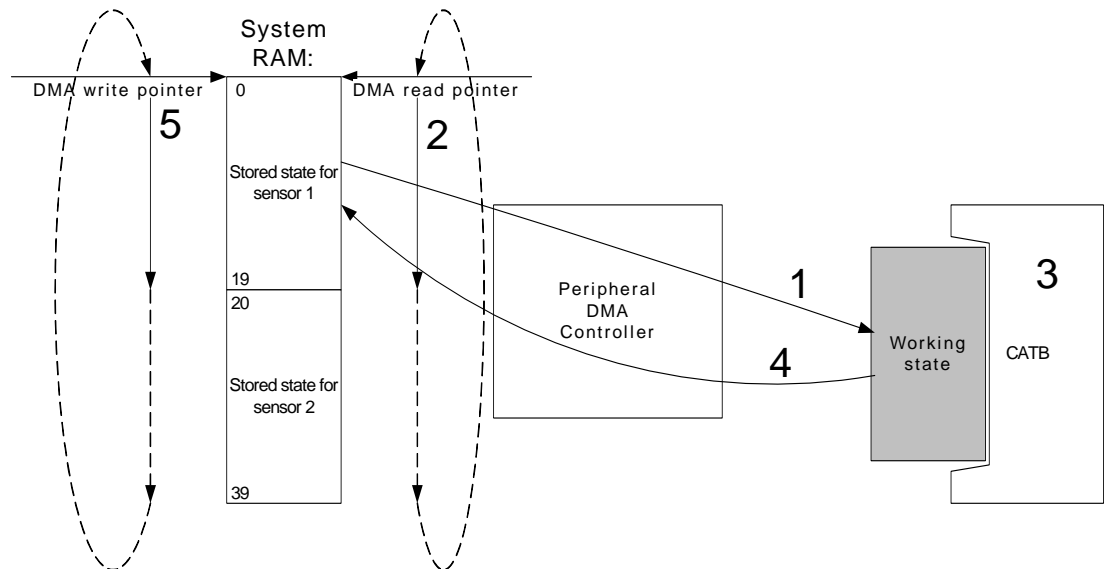 System
RAM:
DMA write pointer
0
DMA read pointer
5
2
Stored state for
sensor 1
19
20
Stored state for
sensor 2
39
Peripheral
DMA
Controller
1
4
Working
state
3
CATB